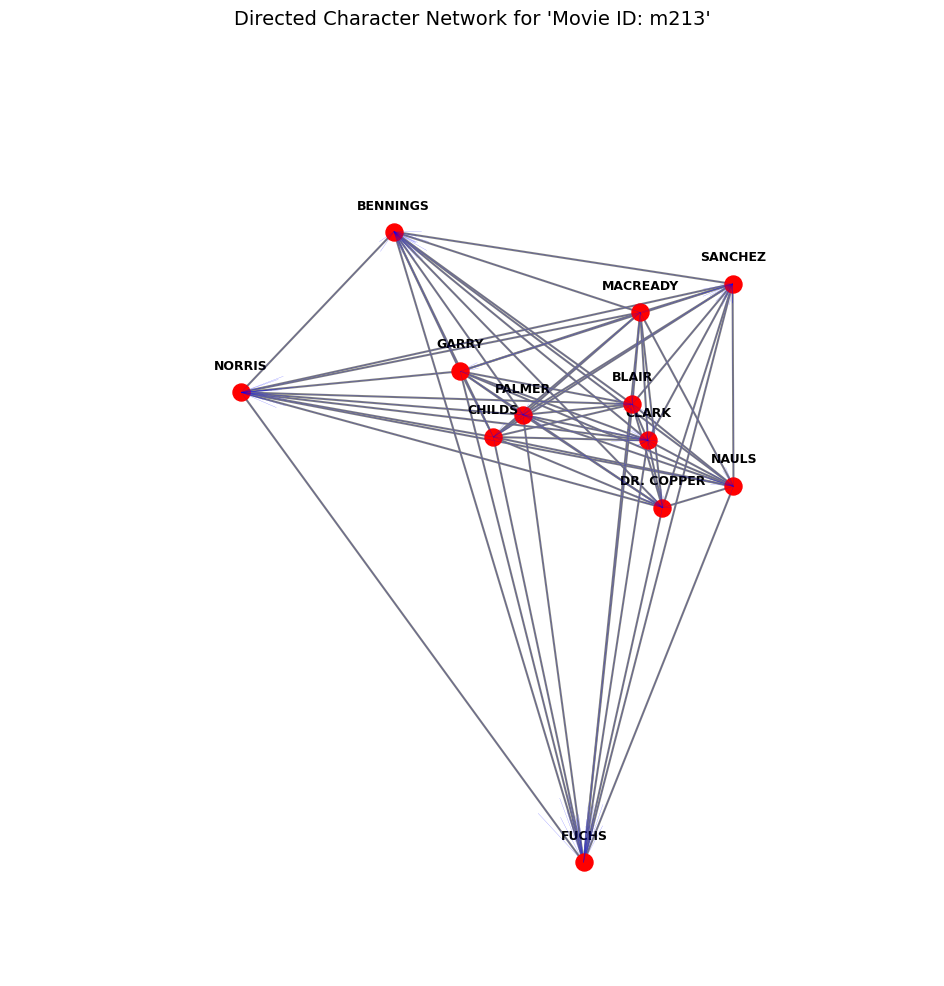 Directed Character Network for 'Movie ID: m213'
BENNINGS
SANCHEZ
MACREADY
GARRY
NORRIS
BLAIR
PALMER
CHILDS
CLARK
NAULS
DR. COPPER
FUCHS